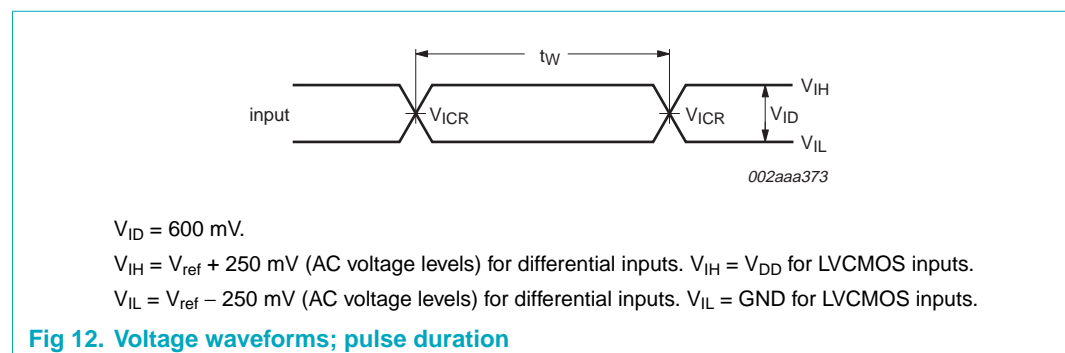 tW
VIH
input
VICR
VICR
VID
VIL
002aaa373
VID = 600 mV.
VIH = Vref + 250 mV (AC voltage levels) for differential inputs. VIH = VDD for LVCMOS inputs.
VIL = Vref − 250 mV (AC voltage levels) for differential inputs. VIL = GND for LVCMOS inputs.
Fig 12. Voltage waveforms; pulse duration